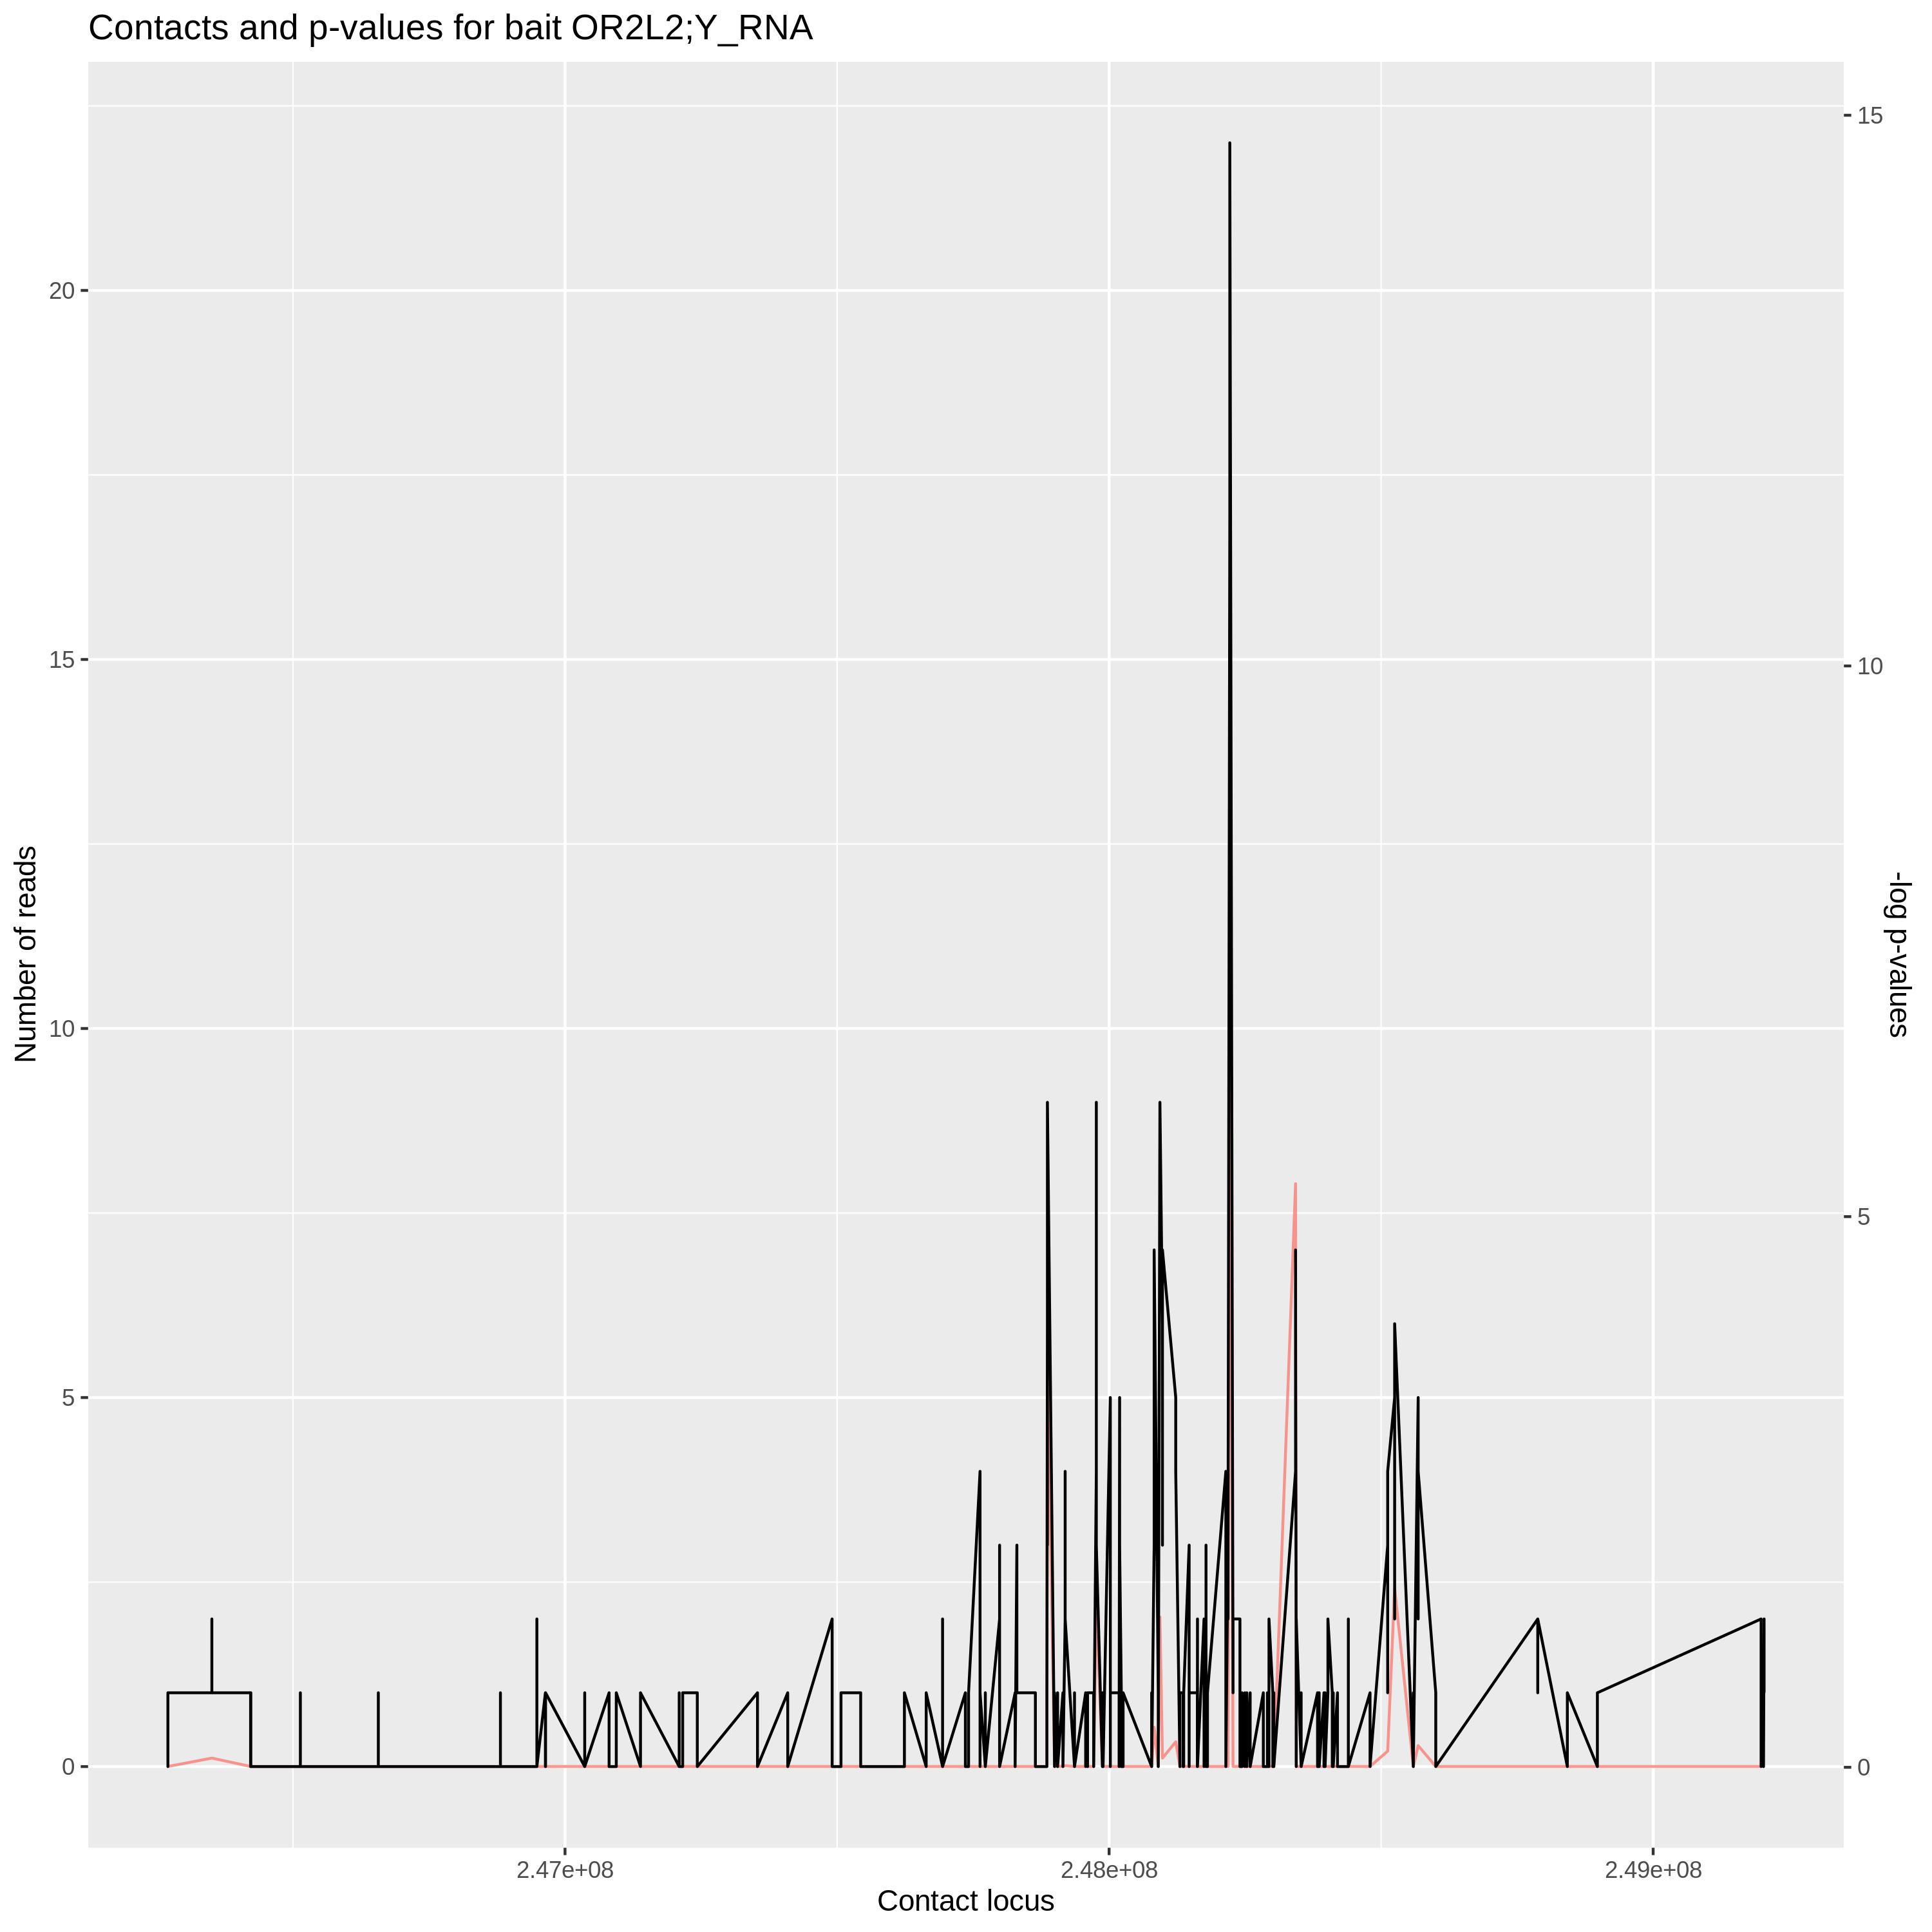 Contacts and p-values for bait OR2L2;Y_RNA
Number of reads
20
15
10
5
0
15
10
5
0
-log p-values
2.47e+08
2.48e+08
2.49e+08
Contact locus